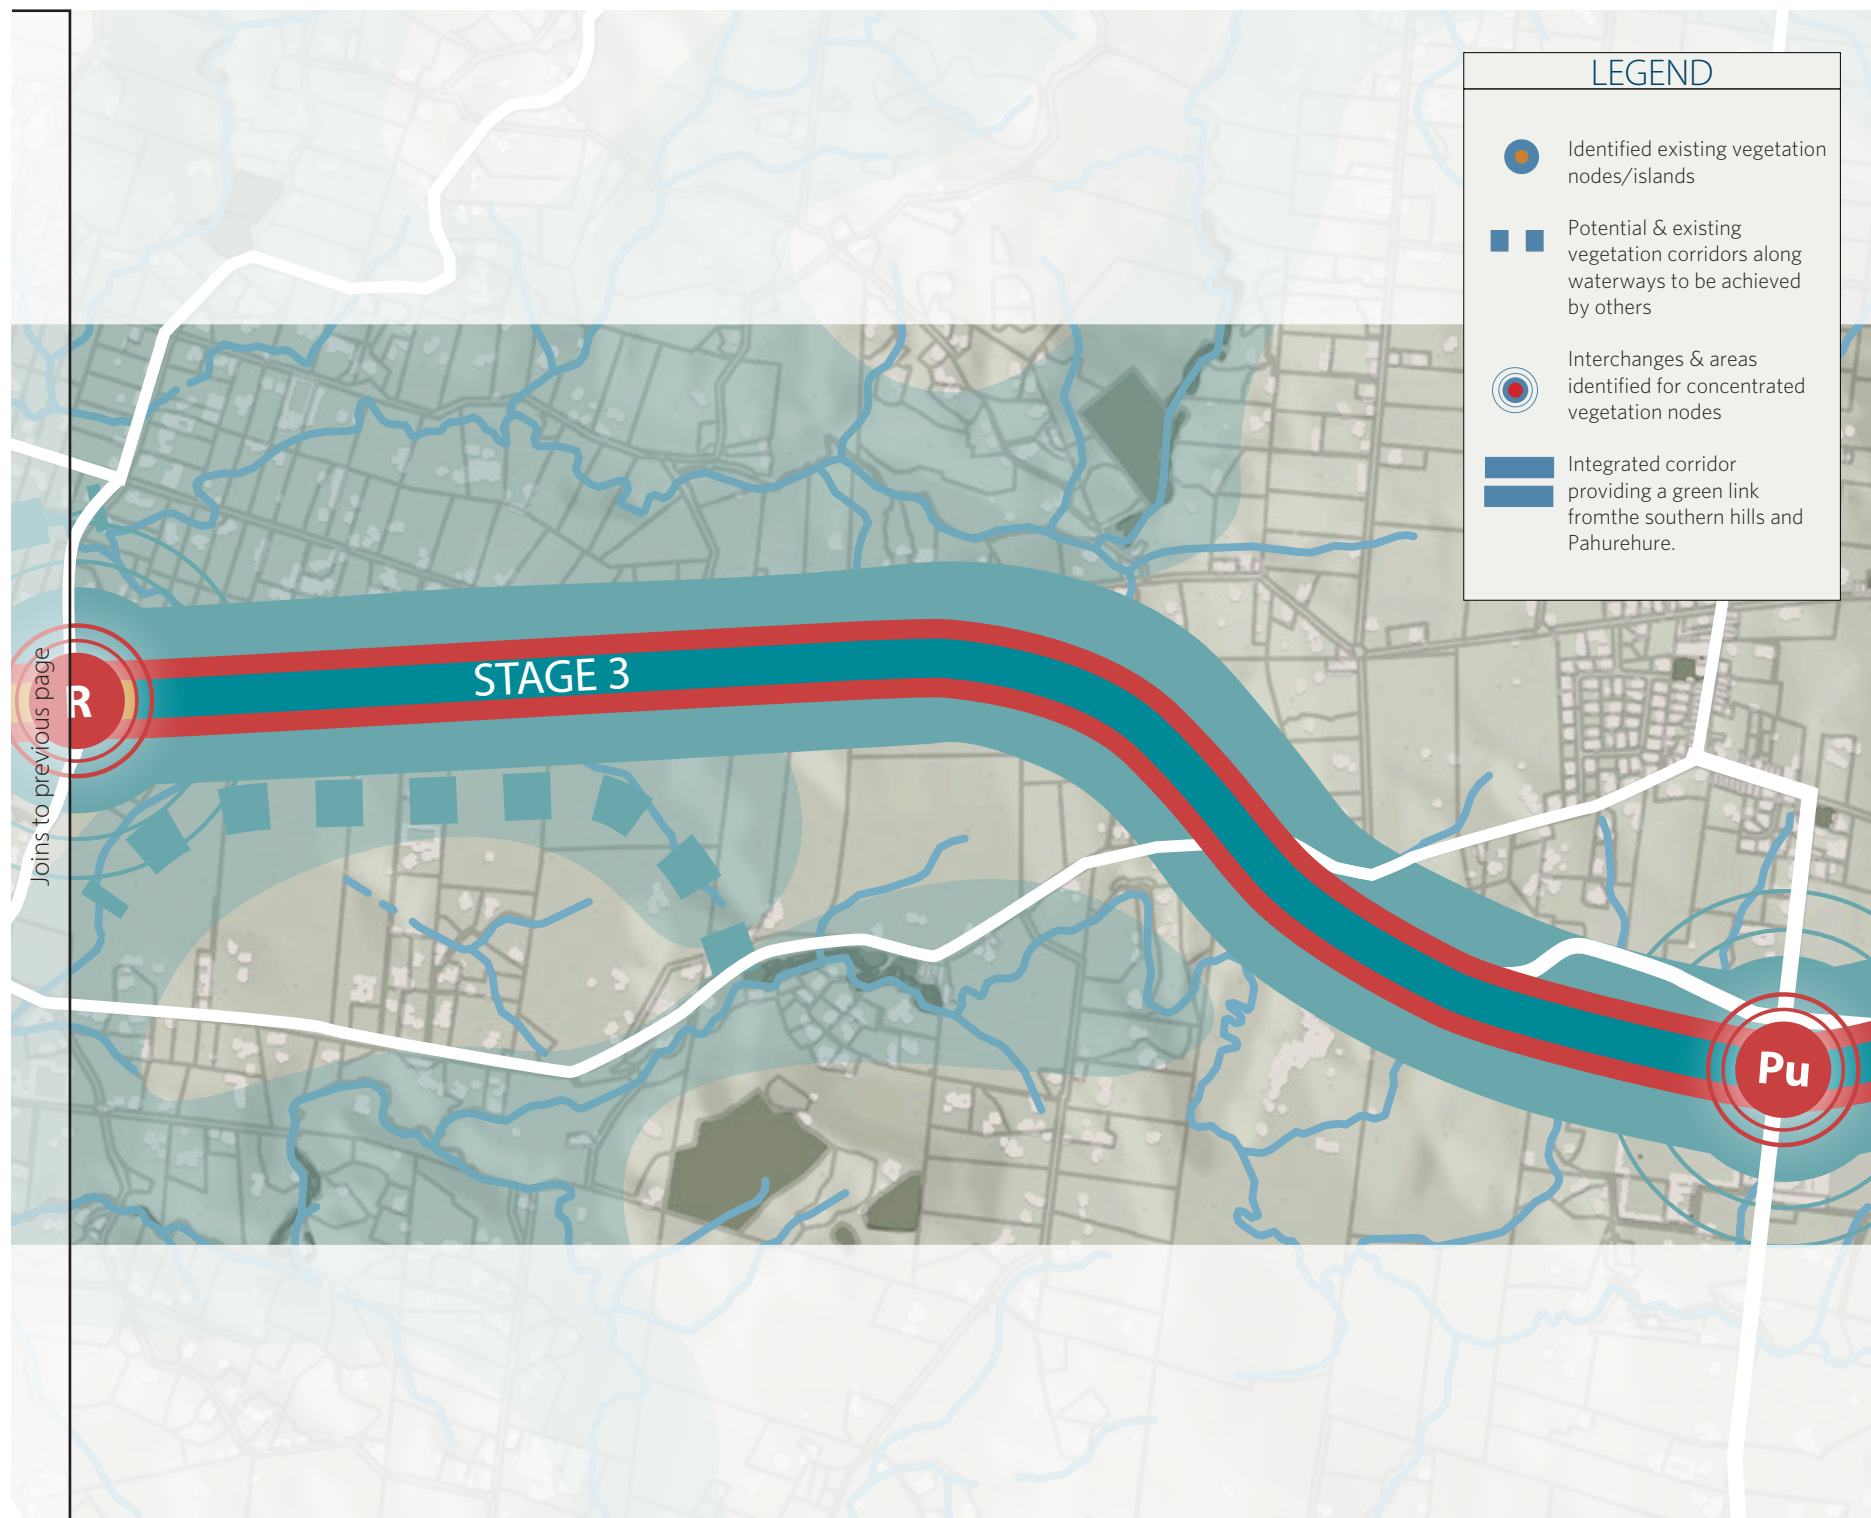 LEGEND
Identified existing vegetation
nodes/islands
Potential & existing
vegetation corridors along
waterways to be achieved
by others
Interchanges & areas
identified for concentrated
vegetation nodes
Integrated corridor
providing a green link
fromthe southern hills and
Pahurehure.
STAGE 3
R
Joins to previous page
Pu